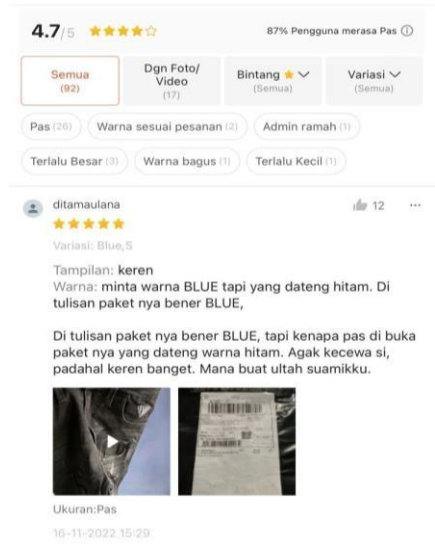 4.7/5 87% Pengguna merasa Pas
Semua
(92)
Dgn Foto/
Video
(17)
Bintang
(Semua)
Variasi
(Semua)
Pas (26) Warna sesuai pesanan (2) Admin ramah (1)
Terlalu Besar (3) Warna bagus (1) Terlalu Kecil (1)
ditamaulana 12
Variasi: Blue,S
Tampilan: keren
Warna: minta warna BLUE tapi yang dateng hitam. Di
tulisan paket nya bener BLUE,
Di tulisan paket nya bener BLUE, tapi kenapa pas di buka
paket nya yang dateng warna hitam. Agak kecewa si,
padahal keren banget. Mana buat ultah suamikku.
Ukuran:Pas
16-11-2022 15:29